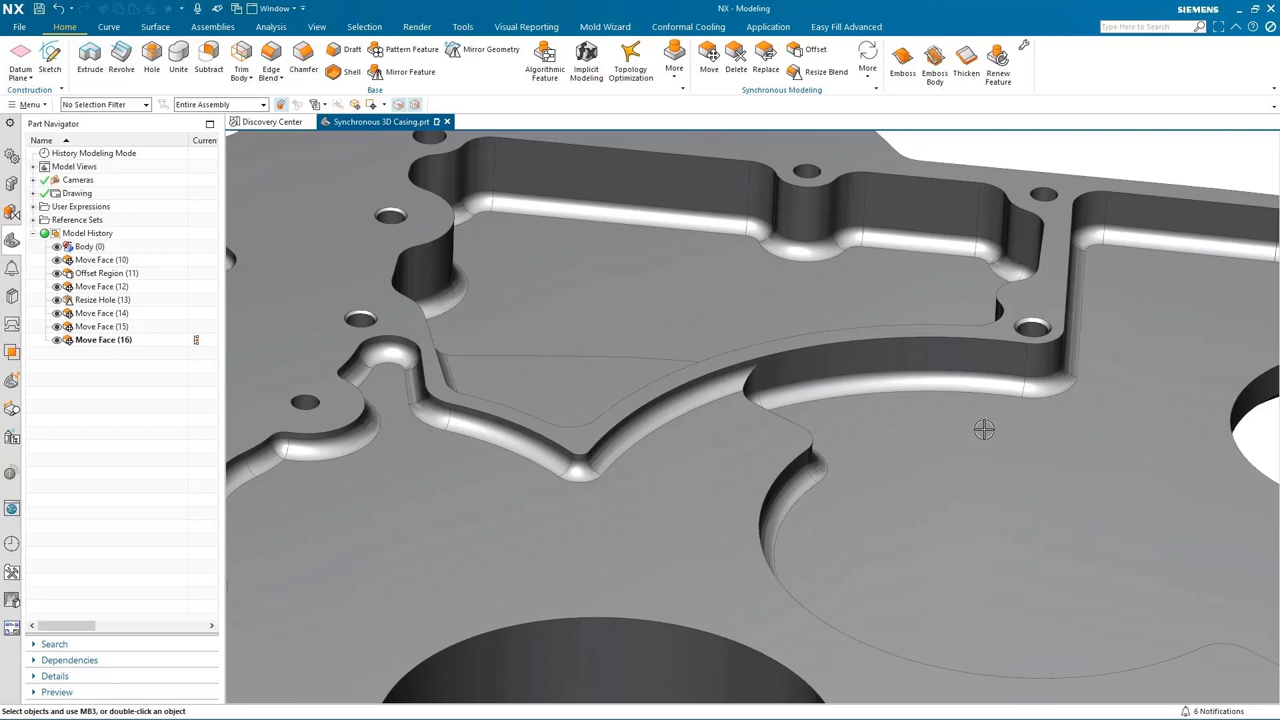 NX
Window
NX - Modeling
SIEMENS
File
Home
Curve
Surface
Assemblies
Analysis
View
Selection
Render
Tools
Visual Reporting
Mold Wizard
Conformal Cooling
Application
Easy Fill Advanced
Type Here to Search
Datum Plane
Sketch
Construction
Extrude
Revolve
Hole
Unite
Subtract
Trim Body
Edge Blend
Chamfer
Draft
Shell
Pattern Feature
Mirror Feature
Mirror Geometry
Algorithmic Feature
Implicit Modeling
Topology Optimization
More
Base
Move
Delete
Replace
Offset
Resize Blend
More
Synchronous Modeling
Emboss
Emboss Body
Thicken
Renew Feature
Menu
No Selection Filter
Entire Assembly
Part Navigator
Discovery Center
Synchronous 3D Casing.prt
Name
Curren
History Modeling Mode
Model Views
Cameras
Drawing
User Expressions
Reference Sets
Model History
Body (0)
Move Face (10)
Offset Region (11)
Move Face (12)
Resize Hole (13)
Move Face (14)
Move Face (15)
Move Face (16)
Search
Dependencies
Details
Preview
Select objects and use MB3, or double-click an object
6 Notifications